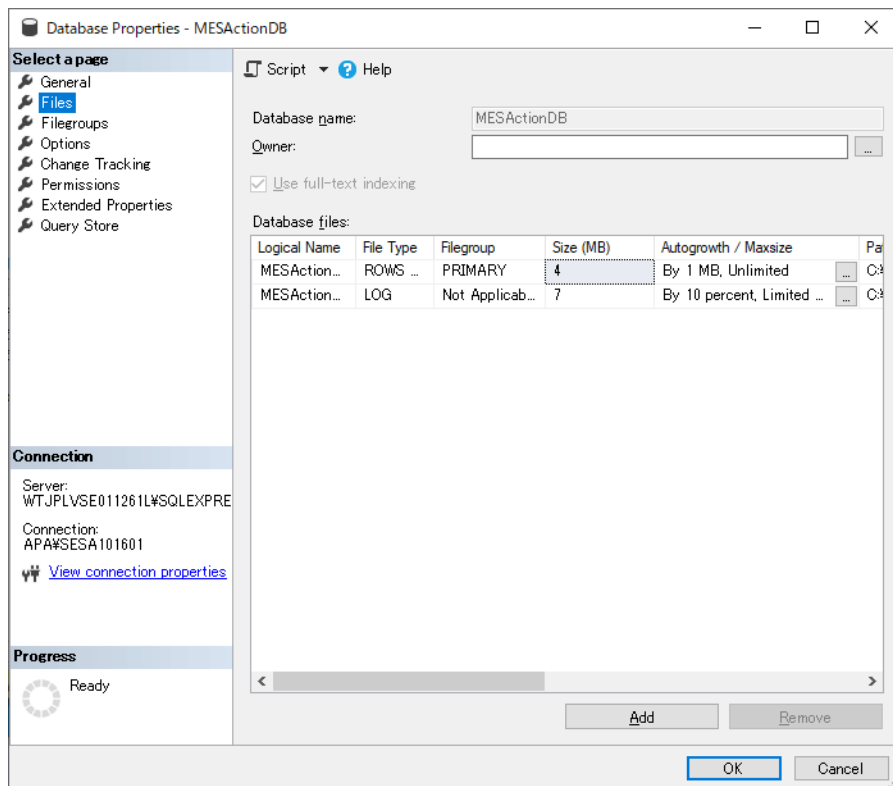 Database Properties - MESActionDB
Select a page
General
Files
Filegroups
Options
Change Tracking
Permissions
Extended Properties
Query Store
Script
Help
Database name:
MESActionDB
Owner:
...
Use full-text indexing
Database files:
Logical Name File Type Filegroup Size (MB) Autogrowth / Maxsize Pat
MESAction... ROWS ... PRIMARY 4 By 1 MB, Unlimited ... C:¥
MESAction... LOG Not Applicab... 7 By 10 percent, Limited ... ... C:¥
Connection
Server:
WTJPLVSE011261L¥SQLEXPRE
Connection:
APA¥SESA101601
View connection properties
Progress
Ready
Add
Remove
OK
Cancel